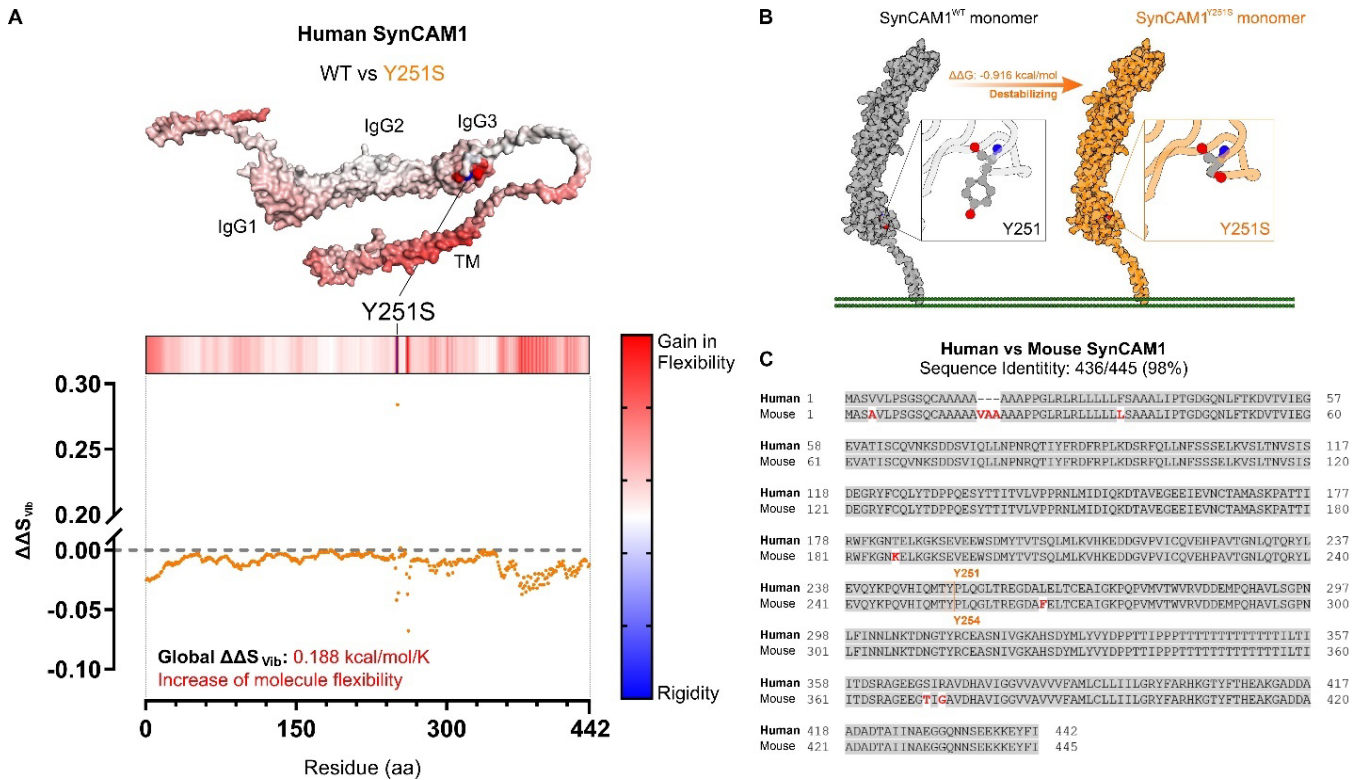 A
Human SynCAM1
WT vs Y251S
IgG2
IgG3
IgG1
TM
Y251S
Gain in
Flexibility
Rigidity
0.30
0.25
0.20
0.00
-0.05
-0.10
ΔΔS Vib
Global ΔΔS Vib: 0.188 kcal/mol/K
Increase of molecule flexibility
0 150 300 442
Residue (aa)
B
SynCAM1WT monomer
SynCAM1Y251S monomer
ΔΔG: -0.916 kcal/mol
Destabilizing
Y251
Y251S
C
Human vs Mouse SynCAM1
Sequence Identitity: 436/445 (98%)
Human 1 MASVVLPSGSQCAAAAA---AAAPPGLRLRLLLLLFSAAALIPTGDGQNLFTKDVTVIEG 57
Mouse 1 MASAVLPSGSQCAAAAAVAAAAAPPGLRLRLLLLLLSAAALIPTGDGQNLFTKDVTVIEG 60
Human 58 EVATISCQVNKSDDSVIQLLNPNRQTIYFRDFRPLKDSRFQLLNFSSSELKVSLTNVSIS 117
Mouse 61 EVATISCQVNKSDDSVIQLLNPNRQTIYFRDFRPLKDSRFQLLNFSSSELKVSLTNVSIS 120
Human 118 DEGRYFCQLYTDPPQESYTTITVLVPPRNLMIDIQKDTAVEGEEIEVNCTAMASKPATTI 177
Mouse 121 DEGRYFCQLYTDPPQESYTTITVLVPPRNLMIDIQKDTAVEGEEIEVNCTAMASKPATTI 180
Human 178 RWFKGNTELKGKSEVEEWSDMYTVTSQLMLKVHKEDDGVPVICQVEHPAVTGNLQTQRYL 237
Mouse 181 RWFKGNKELKGKSEVEEWSDMYTVTSQLMLKVHKEDDGVPVICQVEHPAVTGNLQTQRYL 240
Y251
Human 238 EVQYKPQVHIQMTYPLQGLTREGDALELTCEAIGKPQPVMVTWVRVDDEMPQHAVLSGPN 297
Mouse 241 EVQYKPQVHIQMTYPLQGLTREGDAFELTCEAIGKPQPVMVTWVRVDDEMPQHAVLSGPN 300
Y254
Human 298 LFINNLNKTDNGTYRCEASNIVGKAHSDYMLYVYDPPTTIPPPTTTTTTTTTTTTTILTI 357
Mouse 301 LFINNLNKTDNGTYRCEASNIVGKAHSDYMLYVYDPPTTIPPPTTTTTTTTTTTTTILTI 360
Human 358 ITDSRAGEEGSIRAVDHAVIGGVVAVVVFAMLCLLIILGRYFARHKGTYFTHEAKGADDA 417
Mouse 361 ITDSRAGEEGTIGAVDHAVIGGVVAVVVFAMLCLLIILGRYFARHKGTYFTHEAKGADDA 420
Human 418 ADADTAIINAEGGQNNSEEKKEYFI 442
Mouse 421 ADADTAIINAEGGQNNSEEKKEYFI 445